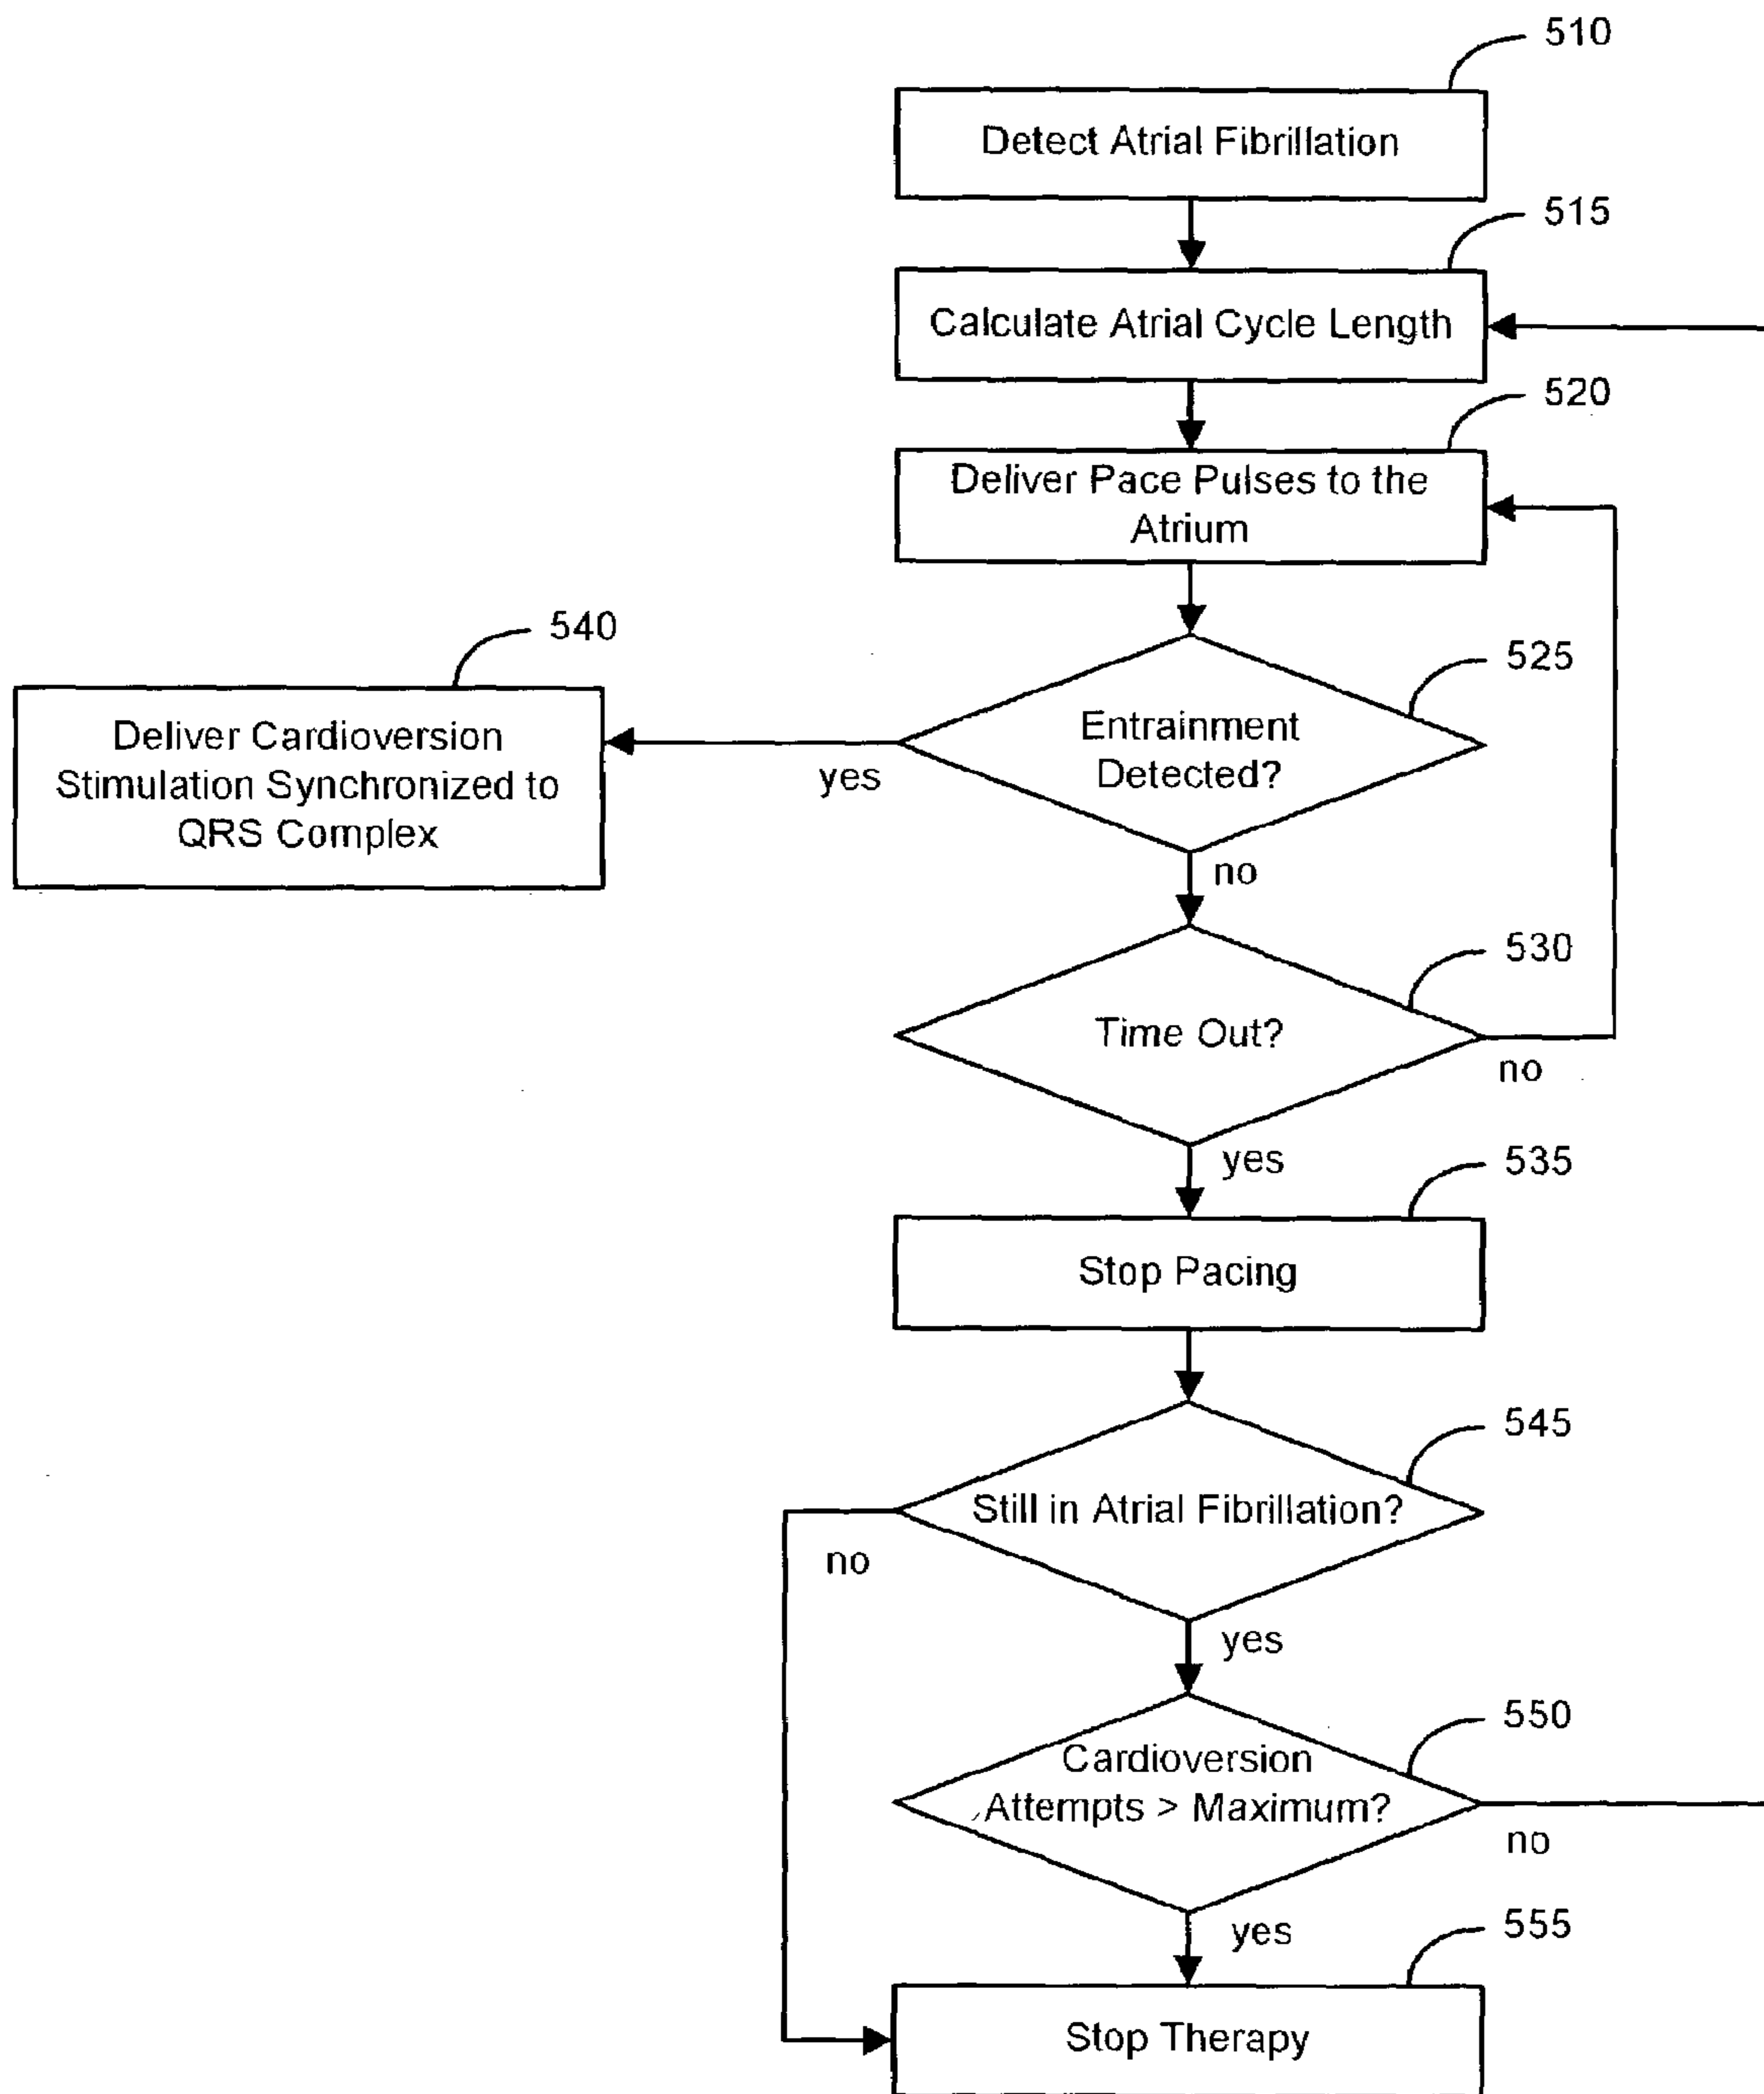 510
Detect Atrial Fibrillation
515
Calculate Atrial Cycle Length
520
Deliver Pace Pulses to the
Atrium
540
Deliver Cardioversion
Stimulation Synchronized to
QRS Complex
525
Entrainment
Detected?
yes
no
530
Time Out?
no
yes
535
Stop Pacing
545
Still in Atrial Fibrillation?
no
yes
550
Cardioversion
Attempts > Maximum?
no
yes
555
Stop Therapy